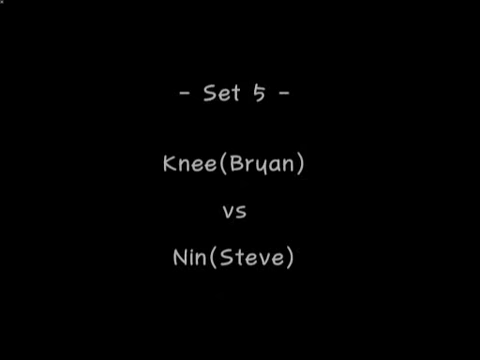 - Set 5 -
Knee(Bryan)
vs
Nin(Steve)